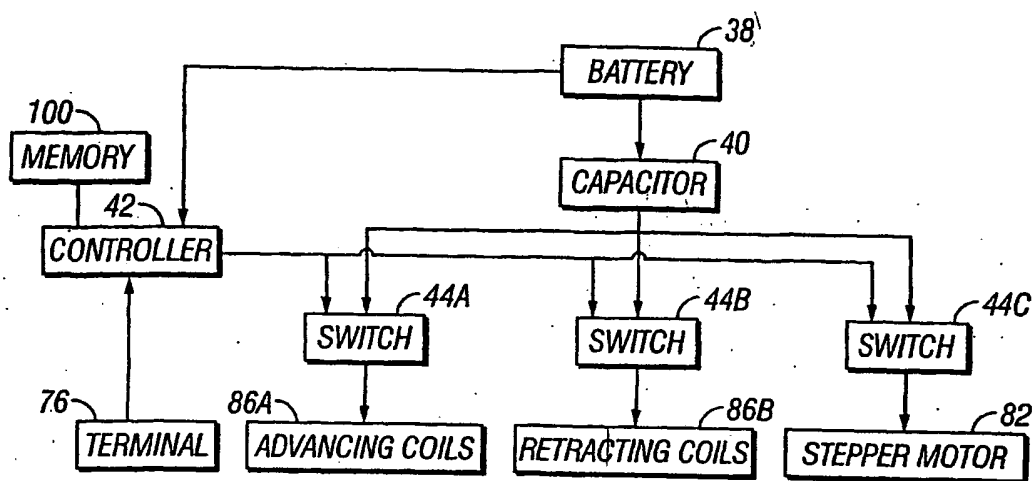 38
BATTERY
100
MEMORY
40
CAPACITOR
42
CONTROLLER
44A
SWITCH
44B
SWITCH
44C
SWITCH
76
TERMINAL
86A
ADVANCING COILS
86B
RETRACTING COILS
82
STEPPER MOTOR